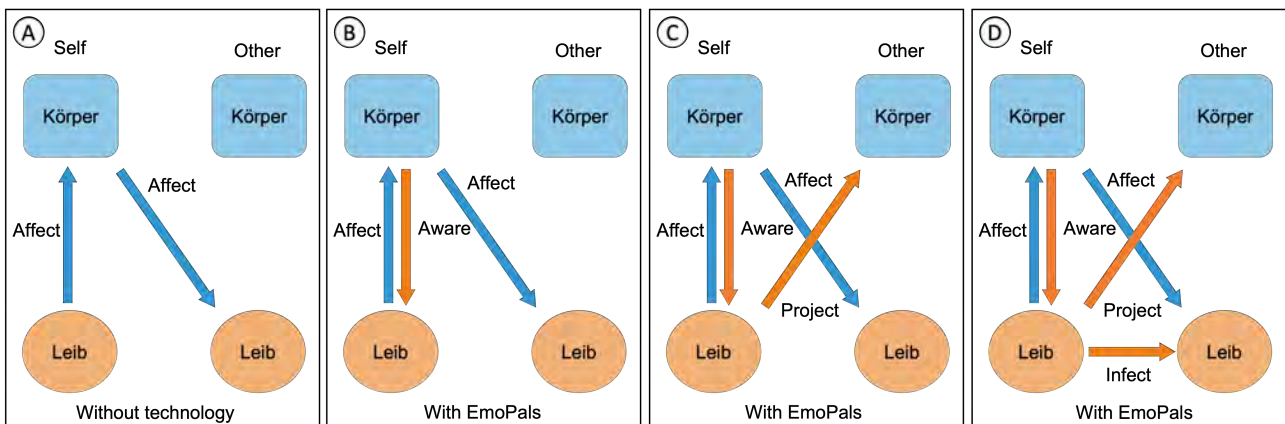 A
Self
Other
Körper
Körper
Affect
Affect
Leib
Leib
Without technology
B
Self
Other
Körper
Körper
Affect
Affect
Aware
Leib
Leib
With EmoPals
C
Self
Other
Körper
Körper
Affect
Affect
Aware
Project
Leib
Leib
With EmoPals
D
Self
Other
Körper
Körper
Affect
Affect
Aware
Project
Leib
Leib
Infect
With EmoPals